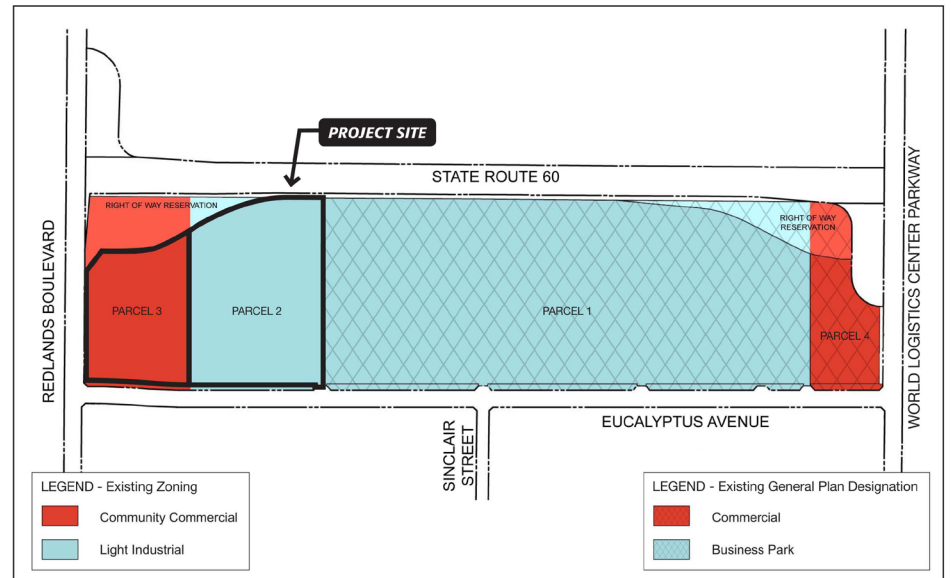 PROJECT SITE
STATE ROUTE 60
RIGHT OF WAY RESERVATION
RIGHT OF WAY
RESERVATION
REDLANDS BOULEVARD
WORLD LOGISTICS CENTER PARKWAY
PARCEL 3
PARCEL 2
PARCEL 1
PARCEL 4
EUCALYPTUS AVENUE
SINCLAIR
STREET
LEGEND - Existing Zoning
Community Commercial
Light Industrial
LEGEND - Existing General Plan Designation
Commercial
Business Park